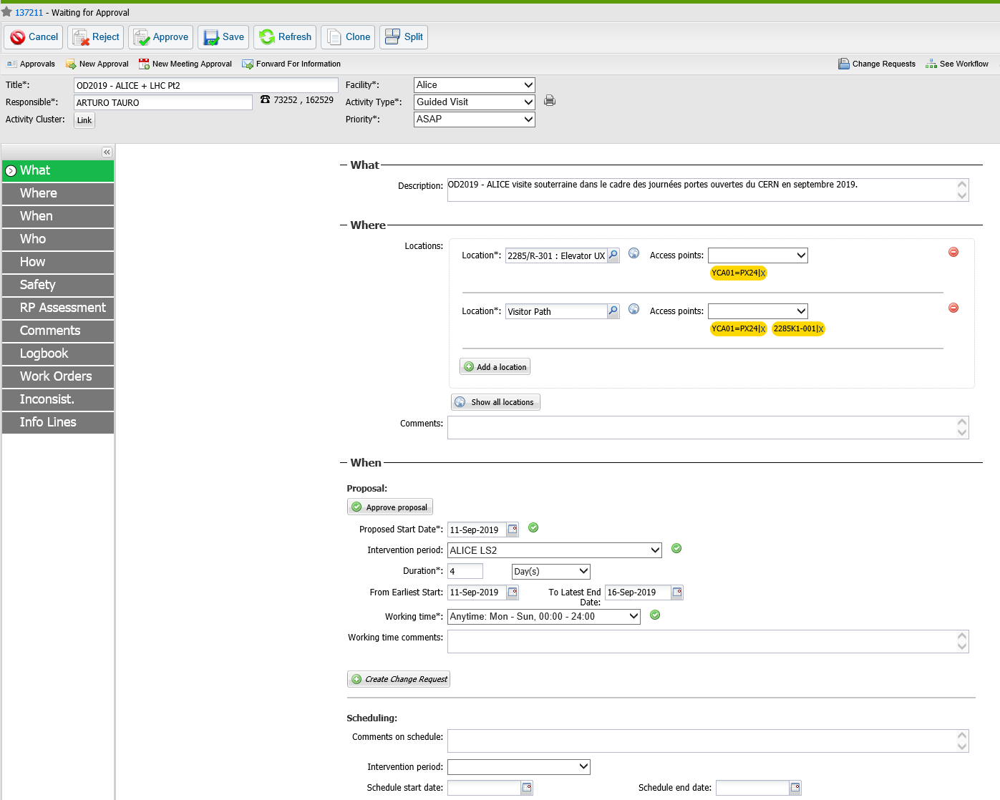 137211 - Waiting for Approval
Cancel Reject Approve Save Refresh Clone Split
Approvals New Approval New Meeting Approval Forward For Information Change Requests See Workflow
Title*: OD2019 - ALICE + LHC Pt2 Facility*: Alice
Responsible*: ARTURO TAURO 73252 , 162529 Activity Type*: Guided Visit
Activity Cluster: Link Priority*: ASAP
What
Where
When
Who
How
Safety
RP Assessment
Comments
Logbook
Work Orders
Inconsist.
Info Lines
What
Description: OD2019 - ALICE visite souterraine dans le cadre des journées portes ouvertes du CERN en septembre 2019.
Where
Locations:
Location*: 2285/R-301 : Elevator UX Access points:
YCA01=PX24|X
Location*: Visitor Path Access points:
YCA01=PX24|X 2285K1-001|X
Add a location
Show all locations
Comments:
When
Proposal:
Approve proposal
Proposed Start Date*: 11-Sep-2019
Intervention period: ALICE LS2
Duration*: 4 Day(s)
From Earliest Start: 11-Sep-2019 To Latest End Date: 16-Sep-2019
Working time*: Anytime: Mon - Sun, 00:00 - 24:00
Working time comments:
Create Change Request
Scheduling:
Comments on schedule:
Intervention period:
Schedule start date: Schedule end date: